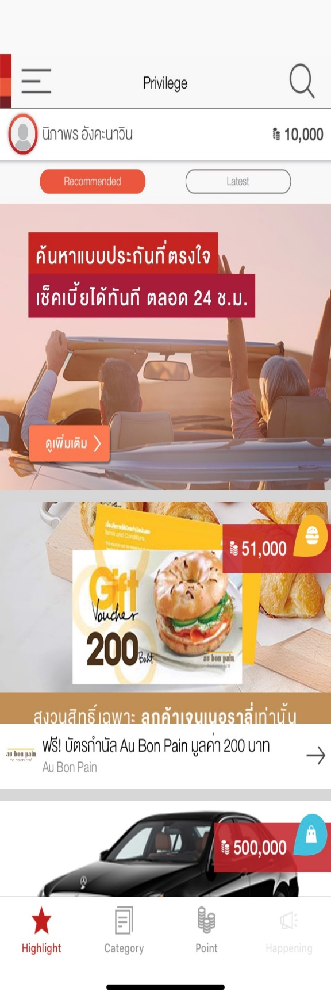 Privilege
นิภาพร อังคะนาวิน
10,000
Recommended
Latest
ค้นหาแบบประกันที่ตรงใจ
เช็คเบี้ยได้ทันที ตลอด 24 ช.ม.
ดูเพิ่มเติม
Terms and Conditions
51,000
Gift
Voucher
200 Baht
au bon pain
สงวนสิทธิ์เฉพาะ ลูกค้าเจนเนอราลี่เท่านั้น
au bon pain
the bakery café
ฟรี! บัตรกำนัล Au Bon Pain มูลค่า 200 บาท
Au Bon Pain
500,000
Highlight
Category
Point
Happening